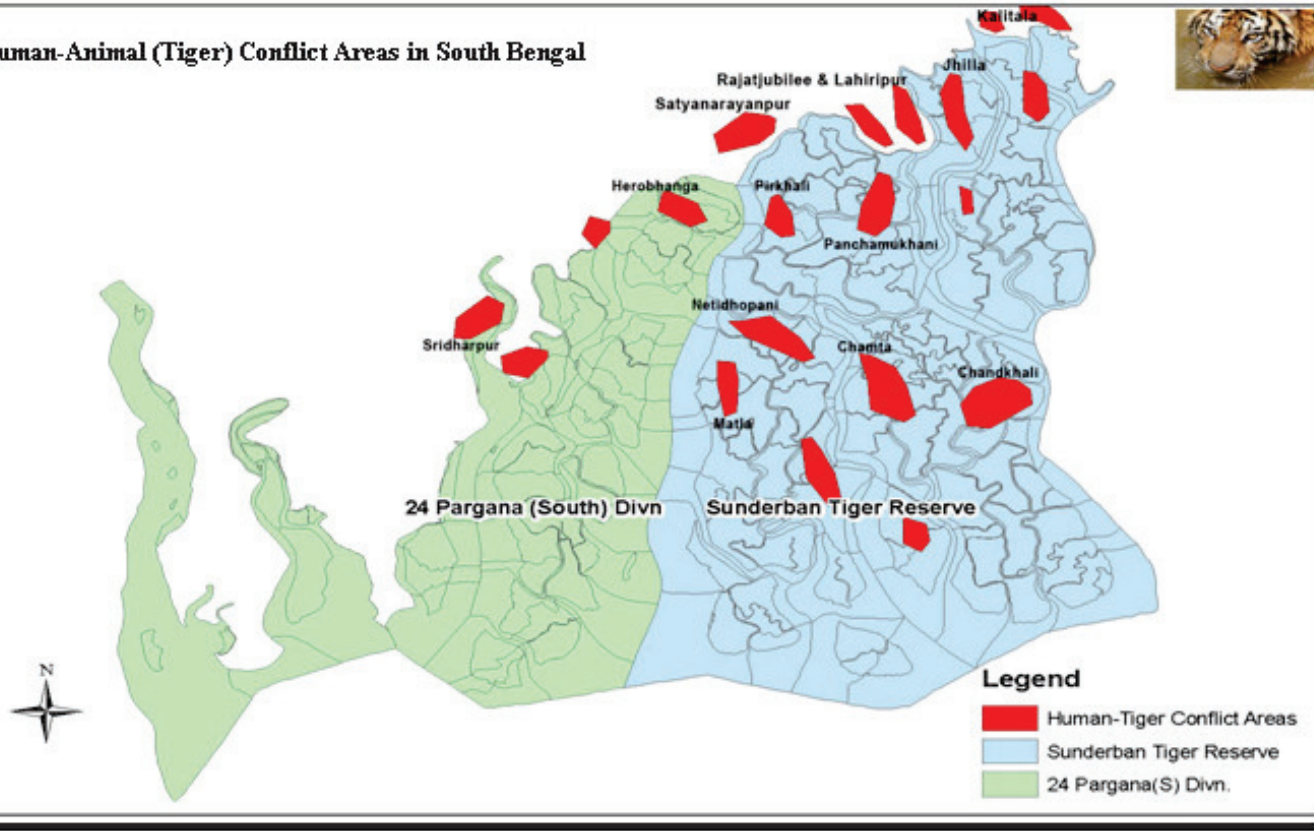 uman-Animal (Tiger) Conflict Areas in South Bengal
Kalitala
Jhilla
Rajatjubilee & Lahiripur
Satyanarayanpur
Herobhanga
Pirkhali
Panchamukhani
Netidhopani
Sridharpur
Chamta
Chandkhali
Matla
24 Pargana (South) Divn
Sunderban Tiger Reserve
N
Legend
Human-Tiger Conflict Areas
Sunderban Tiger Reserve
24 Pargana(S) Divn.